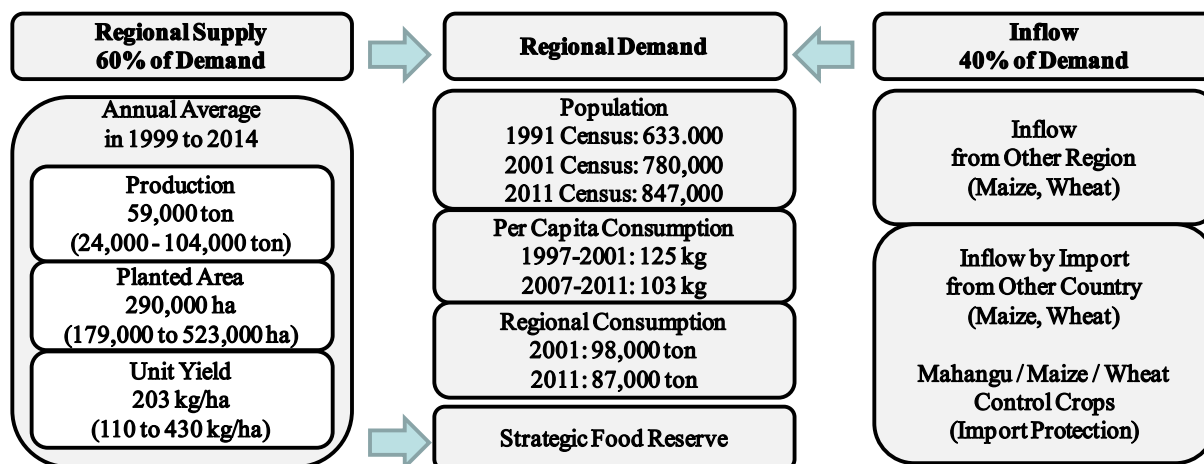 Regional Supply
60% of Demand
Annual Average
in 1999 to 2014
Production
59,000 ton
(24,000 - 104,000 ton)
Planted Area
290,000 ha
(179,000 to 523,000 ha)
Unit Yield
203 kg/ha
(110 to 430 kg/ha)
Regional Demand
Population
1991 Census: 633.000
2001 Census: 780,000
2011 Census: 847,000
Per Capita Consumption
1997-2001: 125 kg
2007-2011: 103 kg
Regional Consumption
2001: 98,000 ton
2011: 87,000 ton
Strategic Food Reserve
Inflow
40% of Demand
Inflow
from Other Region
(Maize, Wheat)
Inflow by Import
from Other Country
(Maize, Wheat)
Mahangu / Maize / Wheat
Control Crops
(Import Protection)